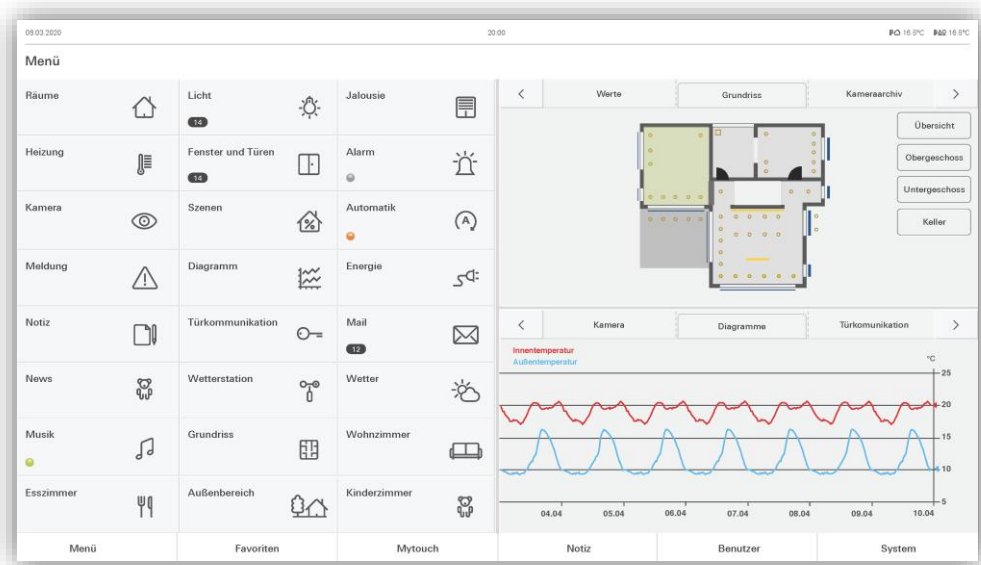 09.03.2020 20:00 16.5°C 16.5°C
Menü
Räume Licht Jalousie
14
Heizung Fenster und Türen Alarm
14
Kamera Szenen Automatik
A
%
Meldung Diagramm Energie
Notiz Türkommunikation Mail
12
News Wetterstation Wetter
Musik Grundriss Wohnzimmer
Esszimmer Außenbereich Kinderzimmer
< Werte Grundriss Kameraarchiv >
Übersicht
Obergeschoss
Untergeschoss
Keller
< Kamera Diagramme Türkomunikation >
Innentemperatur
Außentemperatur
°C
25
20
15
10
5
04.04 05.04 06.04 07.04 08.04 09.04 10.04
Menü Favoriten Mytouch Notiz Benutzer System